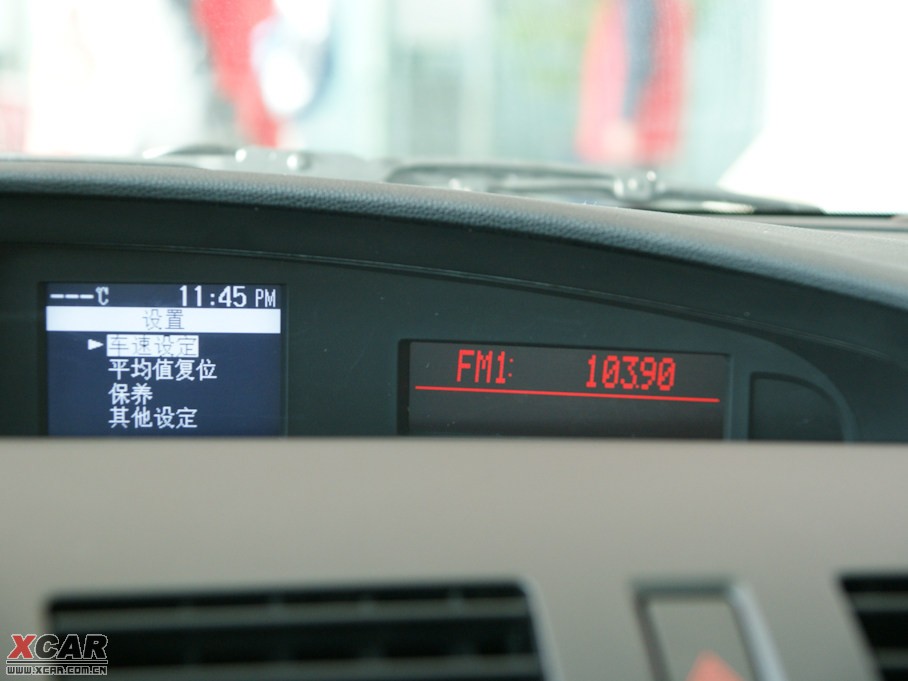 ---℃ 11:45 PM
设置
►车速设定
平均值复位
保养
其他设定
FM1: 103.90
XCAR
WWW.XCAR.COM.CN